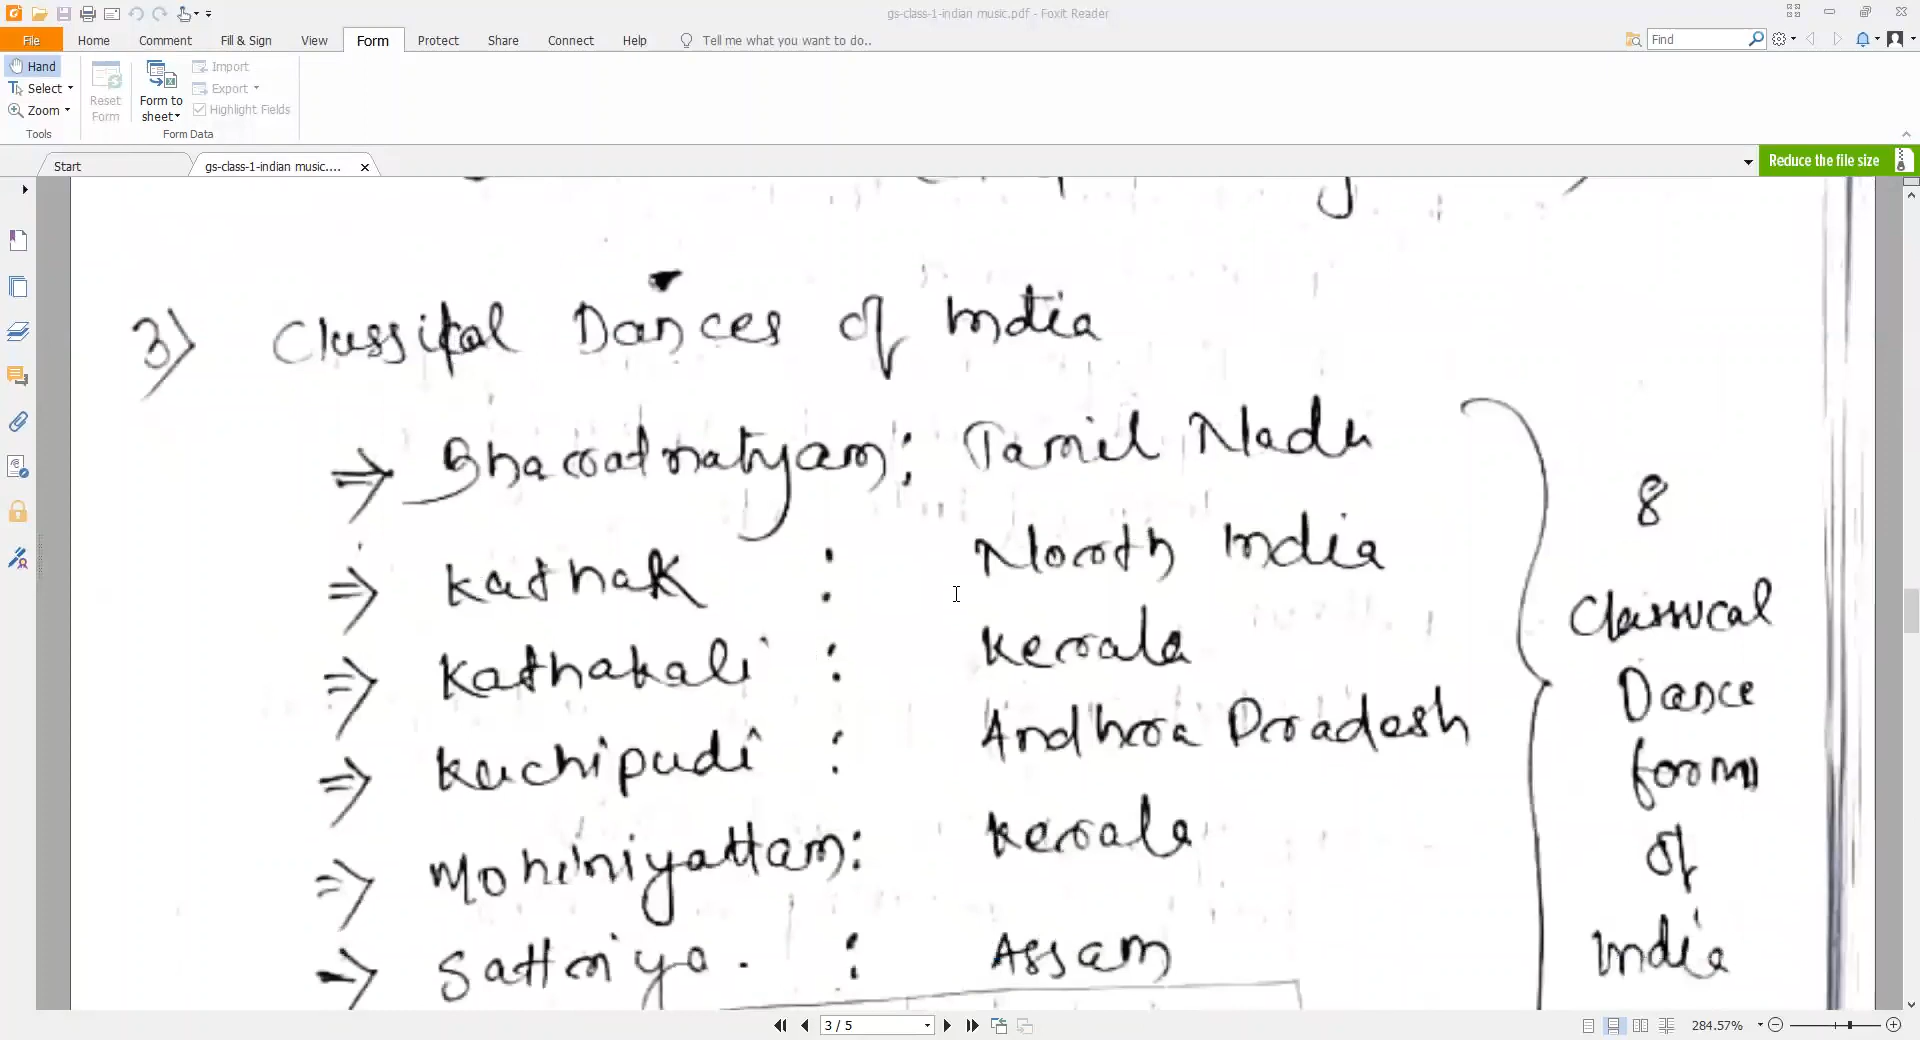 gs-class-1-indian music.pdf - Foxit Reader
File Home Comment Fill & Sign View Form Protect Share Connect Help Tell me what you want to do.. Find
Hand
Select
Zoom
Tools
Reset Form
Form to sheet
Import
Export
Highlight Fields
Form Data
Start gs-class-1-indian music.... Reduce the file size
3) Classical Dances of India
⇒ Bharatnatyam : Tamil Nadu
⇒ Kathak : North India
⇒ Kathakali : Kerala
⇒ Kuchipudi : Andhra Pradesh
⇒ Mohiniyattam : Kerala
⇒ Sattriya. : Assam
8
Classical
Dance
forms
of
India
3 / 5 284.57%